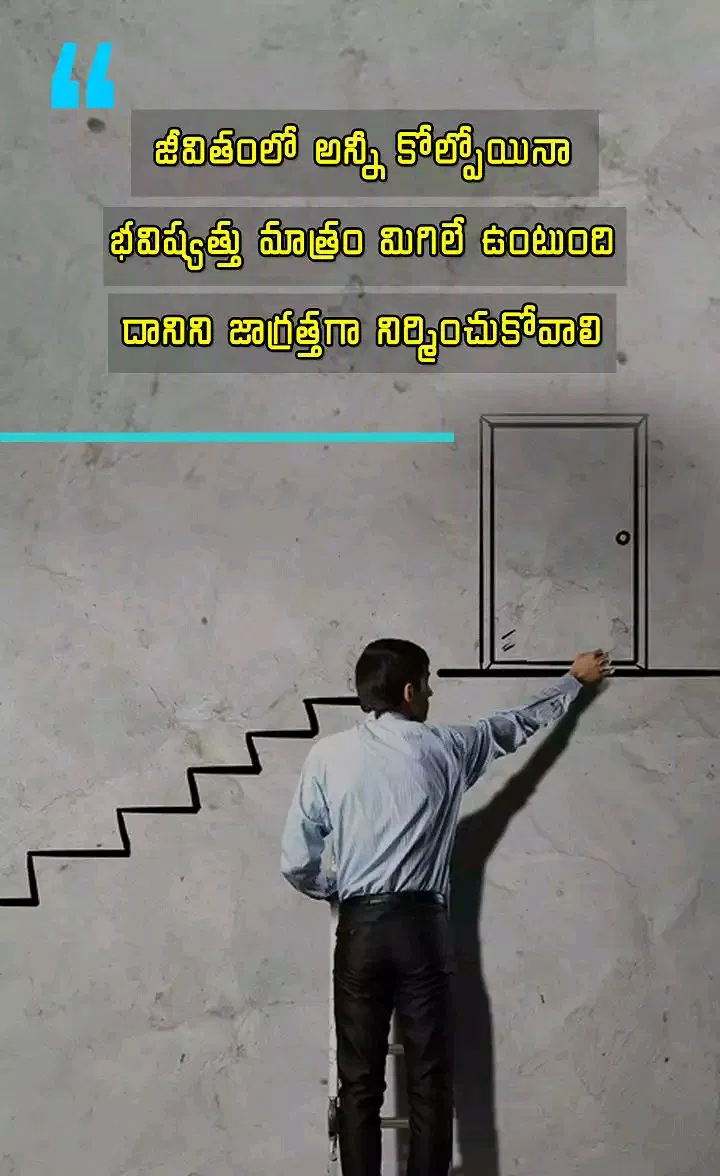 జీవితంలో అన్నీ కోల్పోయినా
భవిష్యత్తు మాత్రం మిగిలే ఉంటుంది
దానిని జాగ్రత్తగా నిర్మించుకోవాలి